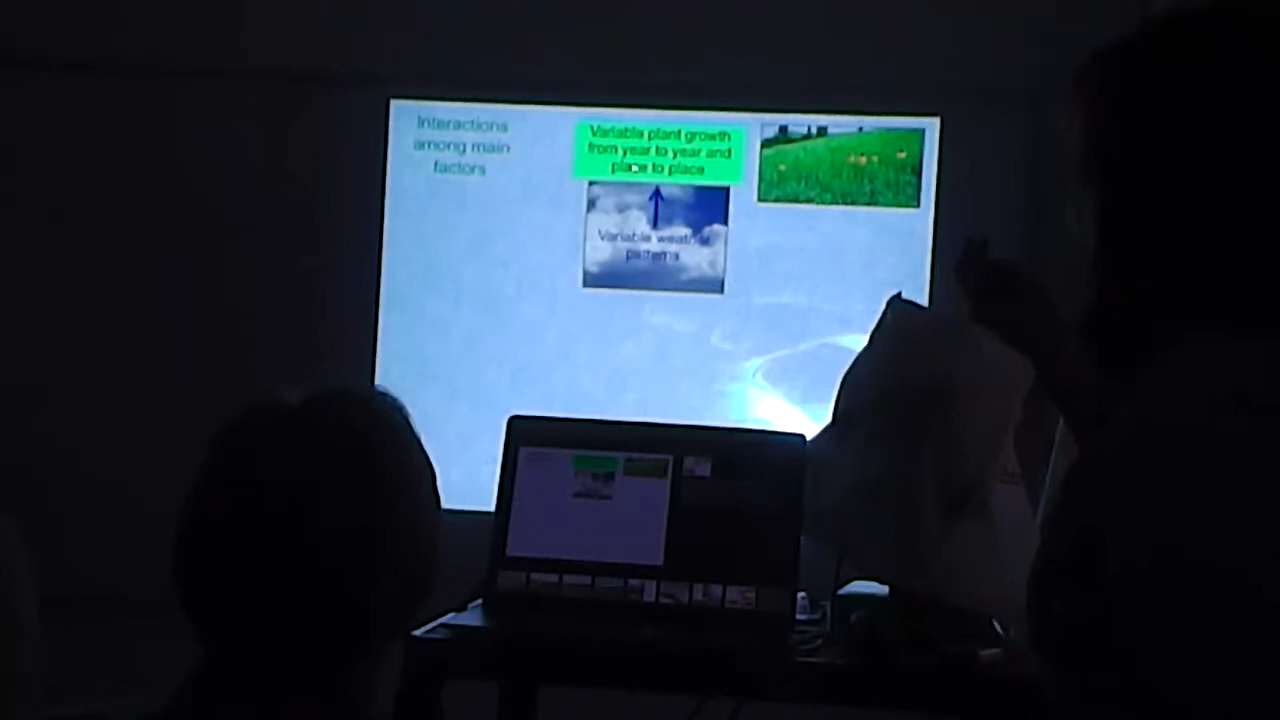 Interactions
among main
factors
Variable plant growth
from year to year and
place to place
Variable weather
patterns